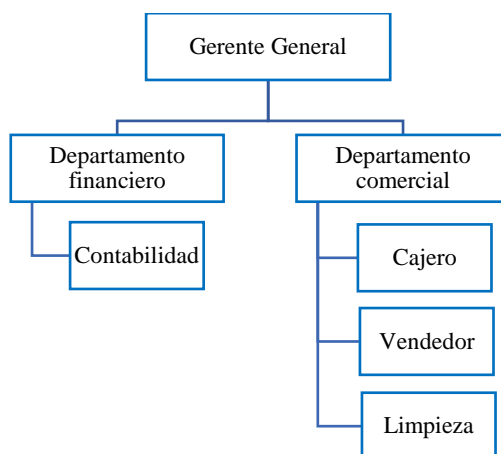 Gerente General
Departamento
financiero
Departamento
comercial
Contabilidad
Cajero
Vendedor
Limpieza